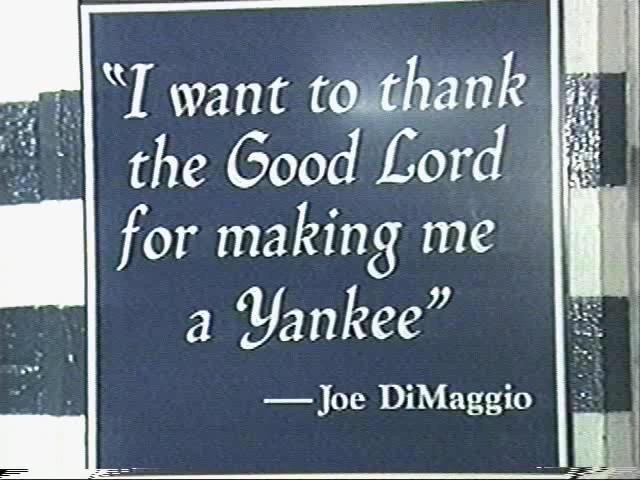 “I want to thank
the Good Lord
for making me
a Yankee”
—Joe DiMaggio